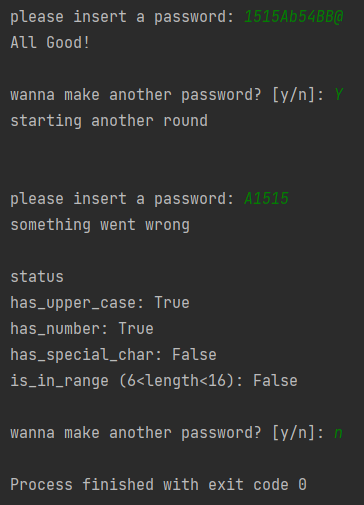 please insert a password: 1515Ab54BB@
All Good!
wanna make another password? [y/n]: Y
starting another round
please insert a password: A1515
something went wrong
status
has_upper_case: True
has_number: True
has_special_char: False
is_in_range (6<length<16): False
wanna make another password? [y/n]: n
Process finished with exit code 0